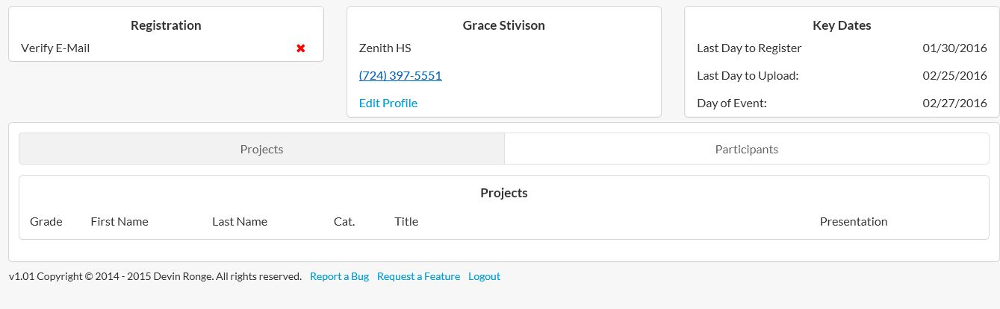 Registration
Verify E-Mail
Grace Stivison
Zenith HS
(724) 397-5551
Edit Profile
Key Dates
Last Day to Register 01/30/2016
Last Day to Upload: 02/25/2016
Day of Event: 02/27/2016
Projects Participants
Projects
Grade First Name Last Name Cat. Title Presentation
v1.01 Copyright © 2014 - 2015 Devin Ronge. All rights reserved. Report a Bug Request a Feature Logout